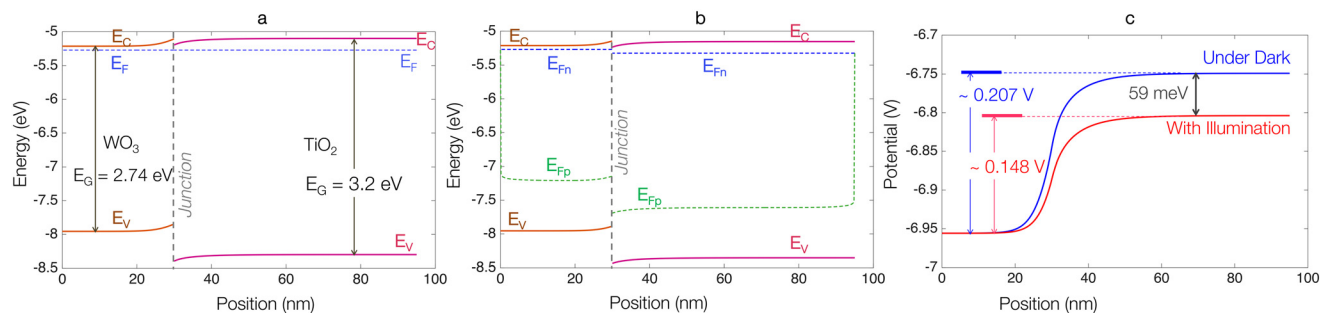 a
Energy (eV)
-5
-5.5
-6
-6.5
-7
-7.5
-8
-8.5
E_C
E_F
WO₃
E_G = 2.74 eV
E_V
Junction
TiO₂
E_G = 3.2 eV
E_C
E_F
E_V
0
20
40
60
80
100
Position (nm)
b
Energy (eV)
-5
-5.5
-6
-6.5
-7
-7.5
-8
-8.5
E_C
E_Fn
E_Fp
E_V
Junction
E_C
E_Fn
E_Fp
E_V
0
20
40
60
80
100
Position (nm)
c
Potential (V)
-6.7
-6.75
-6.8
-6.85
-6.9
-6.95
-7
Under Dark
~ 0.207 V
59 meV
With Illumination
~ 0.148 V
0
20
40
60
80
100
Position (nm)